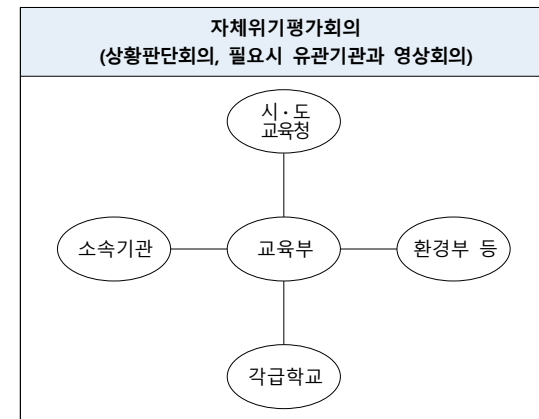 자체위기평가회의
(상황판단회의, 필요시 유관기관과 영상회의)
시·도
교육청
소속기관
교육부
환경부 등
각급학교